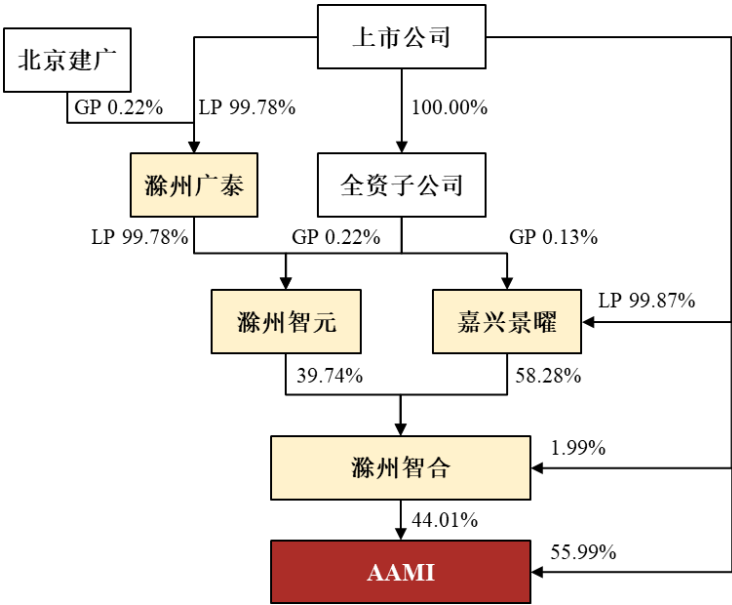 上市公司
北京建广
GP 0.22%
LP 99.78%
100.00%
滁州广泰
全资子公司
LP 99.78%
GP 0.22%
GP 0.13%
滁州智元
嘉兴景曜
LP 99.87%
39.74%
58.28%
滁州智合
1.99%
44.01%
AAMI
55.99%